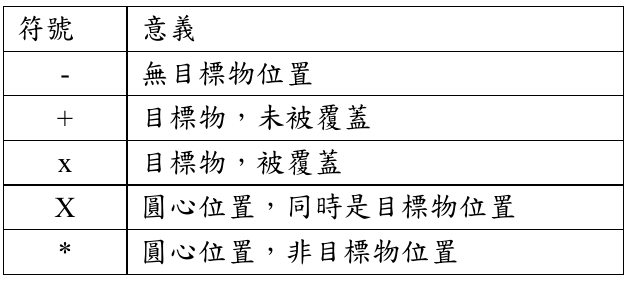 符號 意義
- 無目標物位置
+ 目標物，未被覆蓋
x 目標物，被覆蓋
X 圓心位置，同時是目標物位置
* 圓心位置，非目標物位置